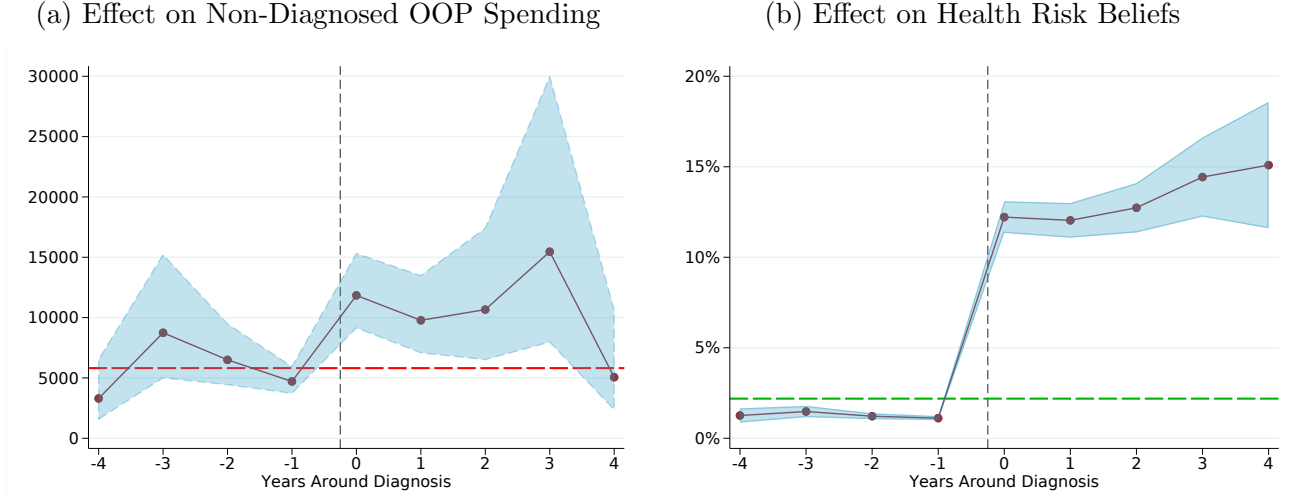 (a) Effect on Non-Diagnosed OOP Spending
30000
25000
20000
15000
10000
5000
0
-4 -3 -2 -1 0 1 2 3 4
Years Around Diagnosis
(b) Effect on Health Risk Beliefs
20%
15%
10%
5%
0%
-4 -3 -2 -1 0 1 2 3 4
Years Around Diagnosis